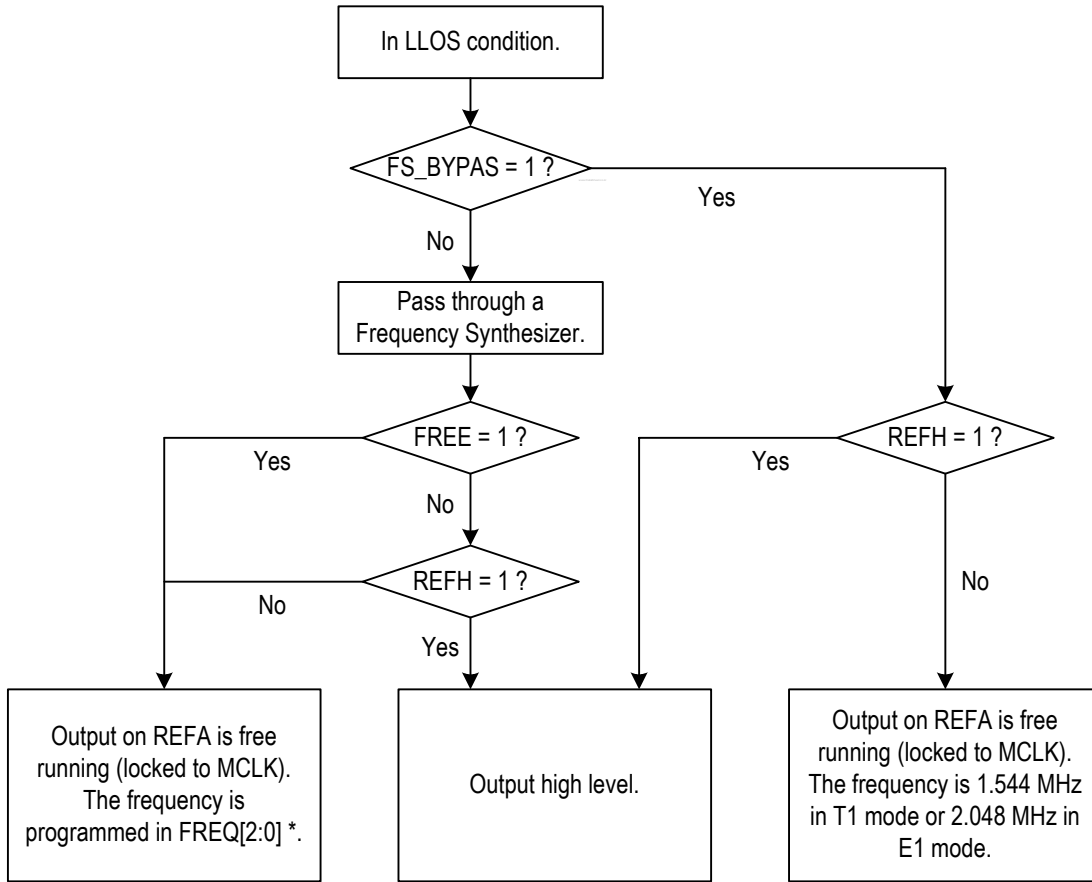 In LLOS condition.
FS_BYPAS = 1 ?
Yes
No
Pass through a
Frequency Synthesizer.
FREE = 1 ?
Yes
No
REFH = 1 ?
Yes
No
REFH = 1 ?
No
Yes
Output on REFA is free
running (locked to MCLK).
The frequency is
programmed in FREQ[2:0] *.
Output high level.
Output on REFA is free
running (locked to MCLK).
The frequency is 1.544 MHz
in T1 mode or 2.048 MHz in
E1 mode.